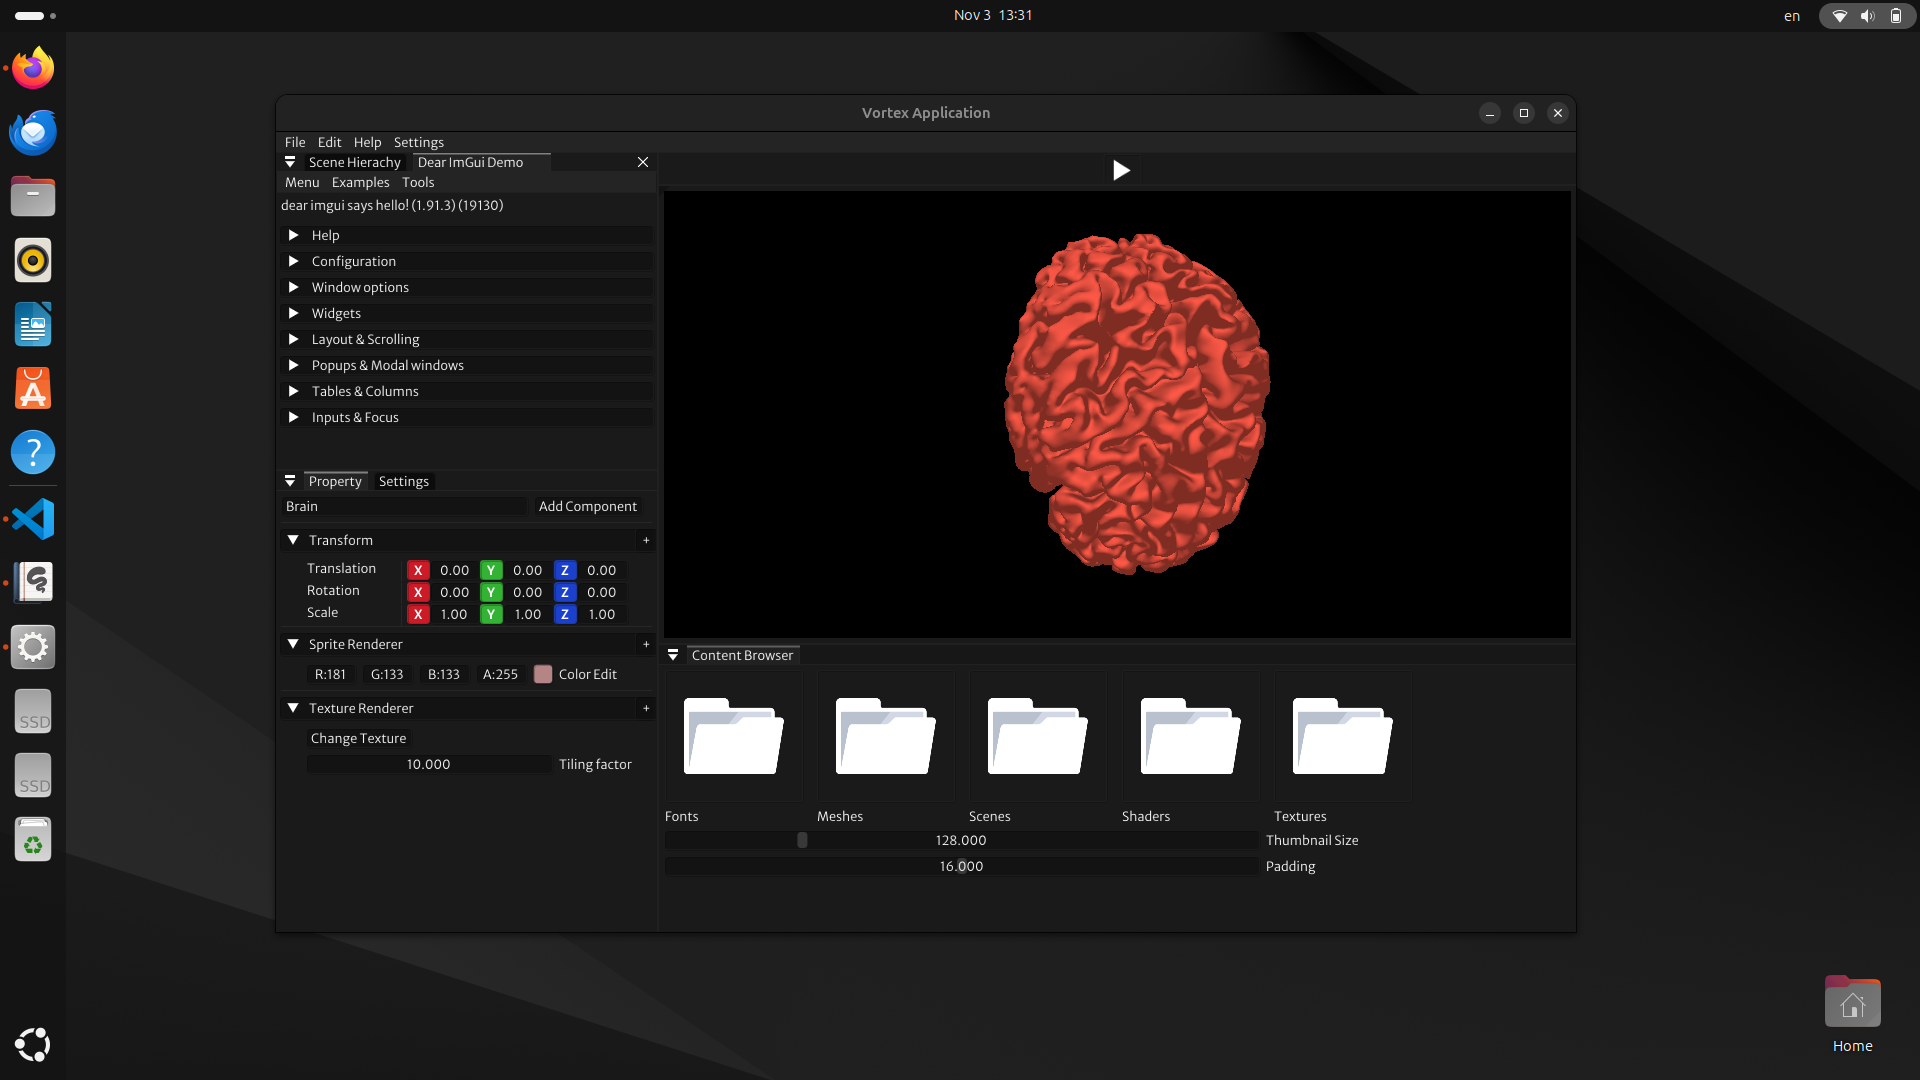 Nov 3 13:31
en
Vortex Application
File Edit Help Settings
Scene Hierachy Dear ImGui Demo
Menu Examples Tools
dear imgui says hello! (1.91.3) (19130)
Help
Configuration
Window options
Widgets
Layout & Scrolling
Popups & Modal windows
Tables & Columns
Inputs & Focus
Property Settings
Brain Add Component
Transform +
Translation X 0.00 Y 0.00 Z 0.00
Rotation X 0.00 Y 0.00 Z 0.00
Scale X 1.00 Y 1.00 Z 1.00
Sprite Renderer +
R:181 G:133 B:133 A:255 Color Edit
Texture Renderer +
Change Texture
10.000 Tiling factor
Content Browser
Fonts Meshes Scenes Shaders Textures
128.000 Thumbnail Size
16.000 Padding
SSD
SSD
Home